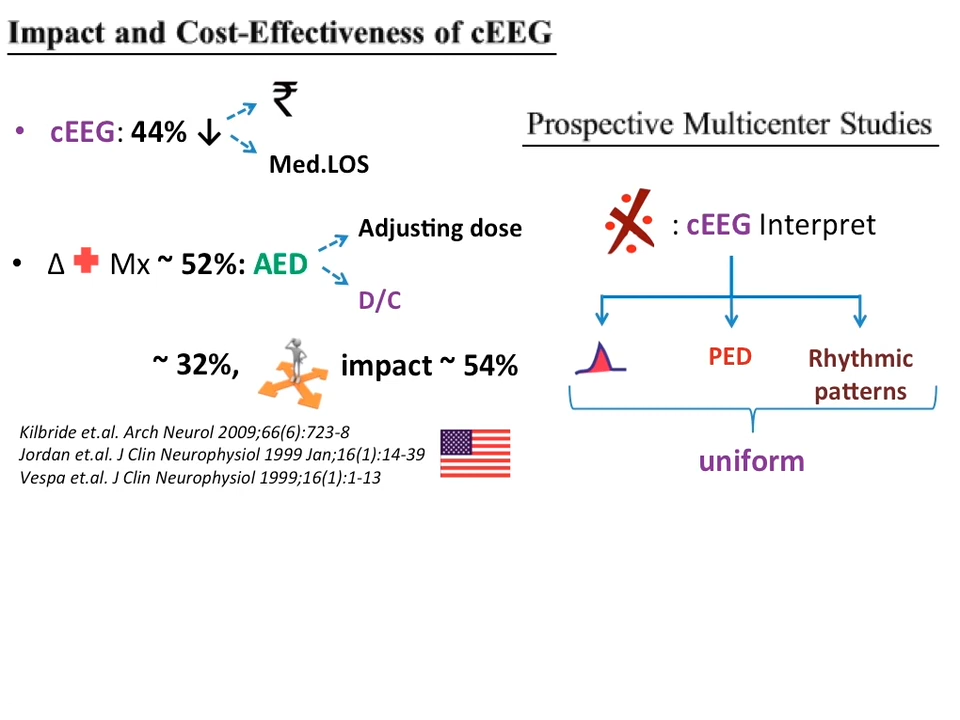 Impact and Cost-Effectiveness of cEEG
• cEEG: 44% ↓
₹
Med.LOS
• Δ Mx ~ 52%: AED
Adjusting dose
D/C
~ 32%, impact ~ 54%
Kilbride et.al. Arch Neurol 2009;66(6):723-8
Jordan et.al. J Clin Neurophysiol 1999 Jan;16(1):14-39
Vespa et.al. J Clin Neurophysiol 1999;16(1):1-13
Prospective Multicenter Studies
: cEEG Interpret
PED
Rhythmic
patterns
uniform